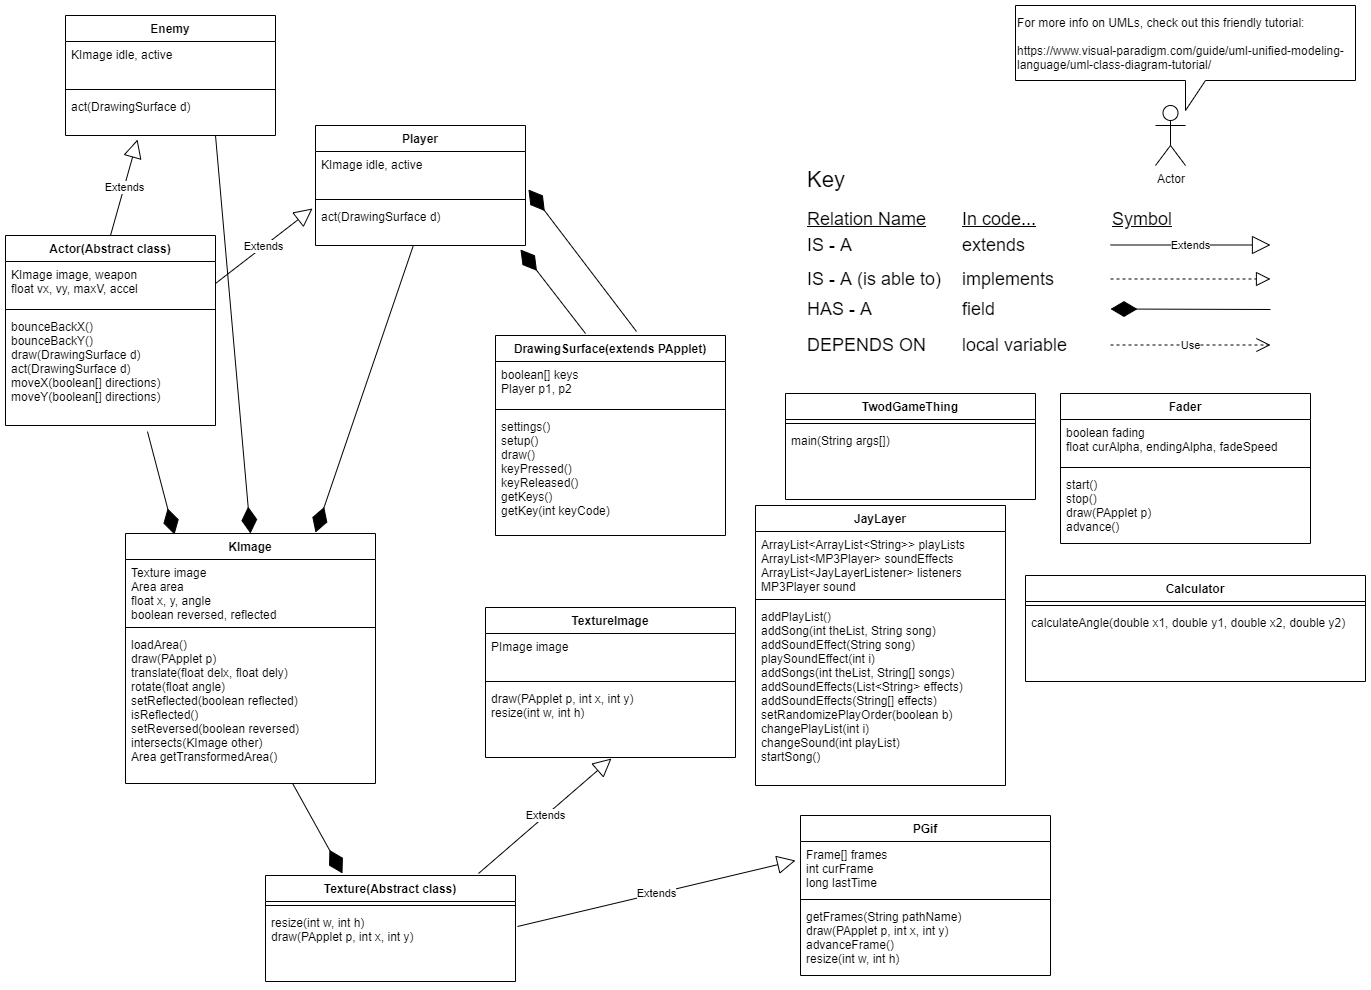 Enemy
KImage idle, active
act(DrawingSurface d)
Extends
Actor(Abstract class)
KImage image, weapon
float vx, vy, maxV, accel
bounceBackX()
bounceBackY()
draw(DrawingSurface d)
act(DrawingSurface d)
moveX(boolean[] directions)
moveY(boolean[] directions)
Extends
Player
KImage idle, active
act(DrawingSurface d)
DrawingSurface(extends PApplet)
boolean[] keys
Player p1, p2
settings()
setup()
draw()
keyPressed()
keyReleased()
getKeys()
getKey(int keyCode)
For more info on UMLs, check out this friendly tutorial:
https://www.visual-paradigm.com/guide/uml-unified-modeling-
language/uml-class-diagram-tutorial/
Actor
Key
Relation Name In code... Symbol
IS - A extends Extends
IS - A (is able to) implements
HAS - A field
DEPENDS ON local variable Use
TwodGameThing
main(String args[])
Fader
boolean fading
float curAlpha, endingAlpha, fadeSpeed
start()
stop()
draw(PApplet p)
advance()
KImage
Texture image
Area area
float x, y, angle
boolean reversed, reflected
loadArea()
draw(PApplet p)
translate(float delx, float dely)
rotate(float angle)
setReflected(boolean reflected)
isReflected()
setReversed(boolean reversed)
intersects(KImage other)
Area getTransformedArea()
TextureImage
PImage image
draw(PApplet p, int x, int y)
resize(int w, int h)
JayLayer
ArrayList<ArrayList<String>> playLists
ArrayList<MP3Player> soundEffects
ArrayList<JayLayerListener> listeners
MP3Player sound
addPlayList()
addSong(int theList, String song)
addSoundEffect(String song)
playSoundEffect(int i)
addSongs(int theList, String[] songs)
addSoundEffects(List<String> effects)
addSoundEffects(String[] effects)
setRandomizePlayOrder(boolean b)
changePlayList(int i)
changeSound(int playList)
startSong()
Calculator
calculateAngle(double x1, double y1, double x2, double y2)
Extends
Texture(Abstract class)
resize(int w, int h)
draw(PApplet p, int x, int y)
Extends
PGif
Frame[] frames
int curFrame
long lastTime
getFrames(String pathName)
draw(PApplet p, int x, int y)
advanceFrame()
resize(int w, int h)